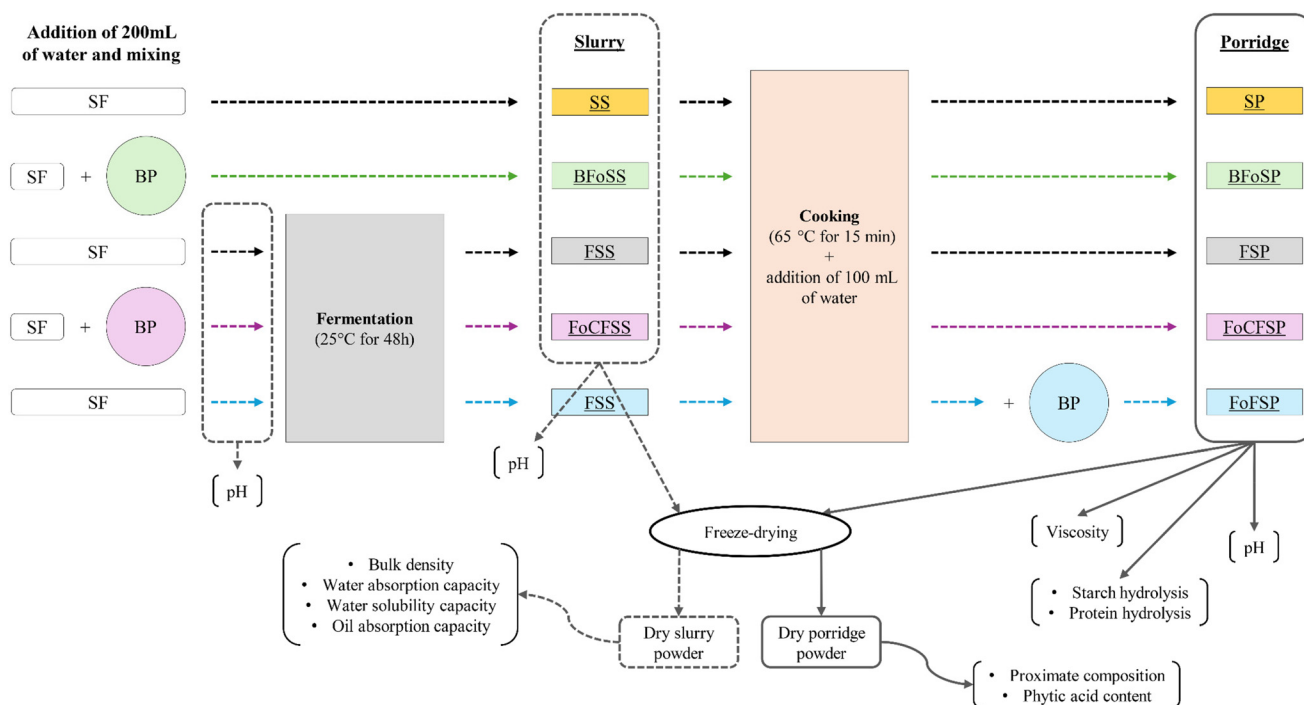 Addition of 200mL
of water and mixing
Slurry
Porridge
SF
SS
SP
SF + BP
BFoSS
BFoSP
Cooking
(65 °C for 15 min)
+
addition of 100 mL
of water
SF
FSS
FSP
Fermentation
(25°C for 48h)
SF + BP
FoCFSS
FoCFSP
SF
FSS
+ BP
FoFSP
pH
pH
Freeze-drying
Viscosity
pH
• Bulk density
• Water absorption capacity
• Water solubility capacity
• Oil absorption capacity
• Starch hydrolysis
• Protein hydrolysis
Dry slurry
powder
Dry porridge
powder
• Proximate composition
• Phytic acid content